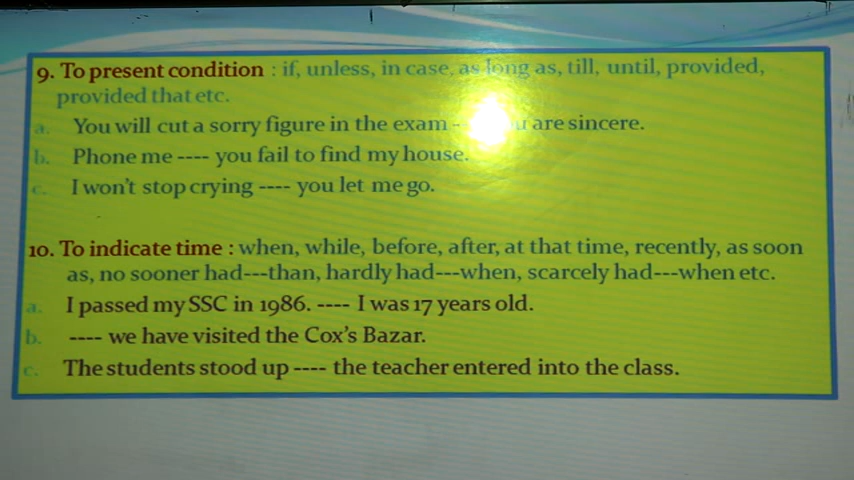 9. To present condition : if, unless, in case, as long as, till, until, provided,
provided that etc.
a. You will cut a sorry figure in the exam - are sincere.
b. Phone me ---- you fail to find my house.
c. I won't stop crying ---- you let me go.
10. To indicate time : when, while, before, after, at that time, recently, as soon
as, no sooner had---than, hardly had---when, scarcely had---when etc.
a. I passed my SSC in 1986. ---- I was 17 years old.
b. ---- we have visited the Cox's Bazar.
c. The students stood up ---- the teacher entered into the class.